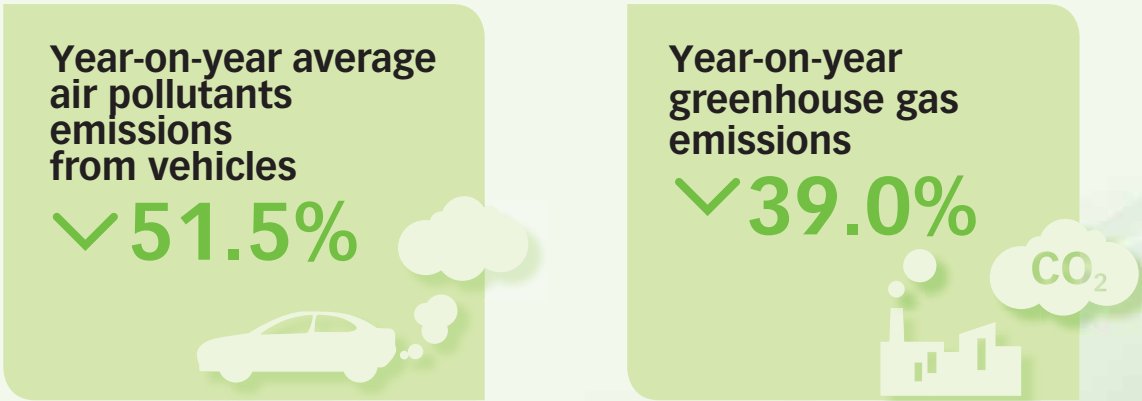 Year-on-year average
air pollutants
emissions
from vehicles
51.5%
Year-on-year
greenhouse gas
emissions
39.0%
CO₂